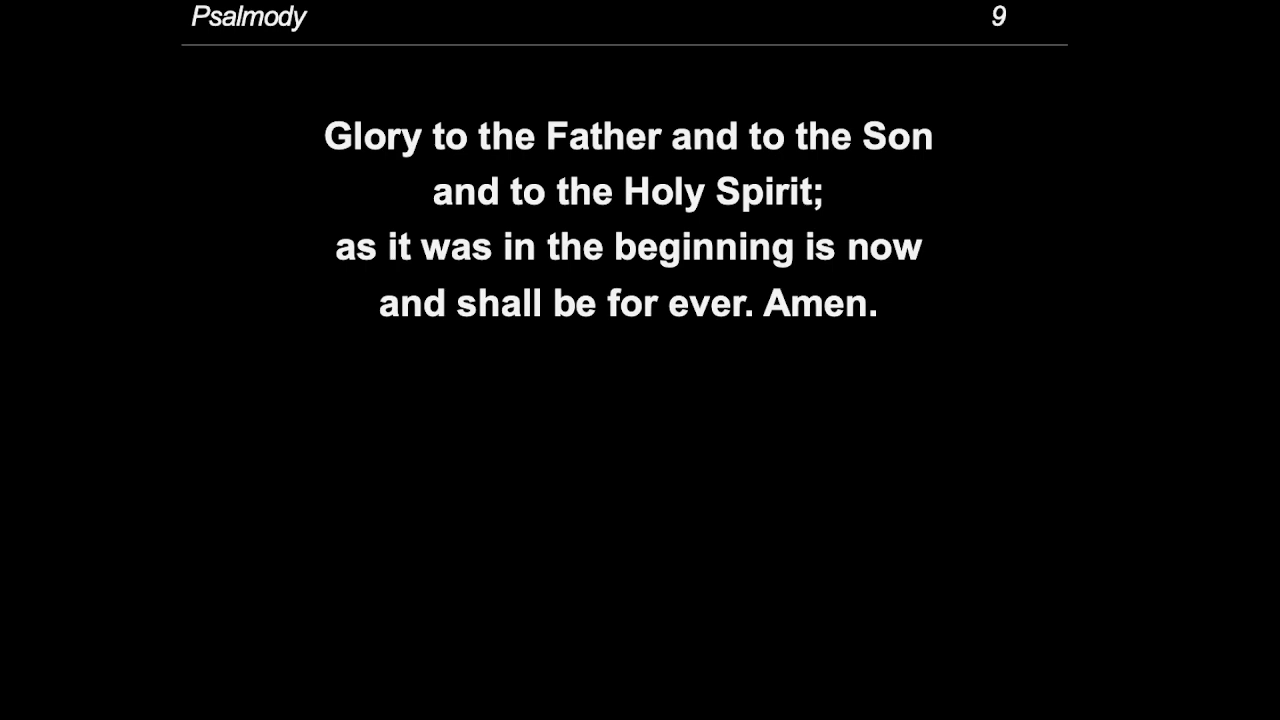 Psalmody 9
Glory to the Father and to the Son
and to the Holy Spirit;
as it was in the beginning is now
and shall be for ever. Amen.